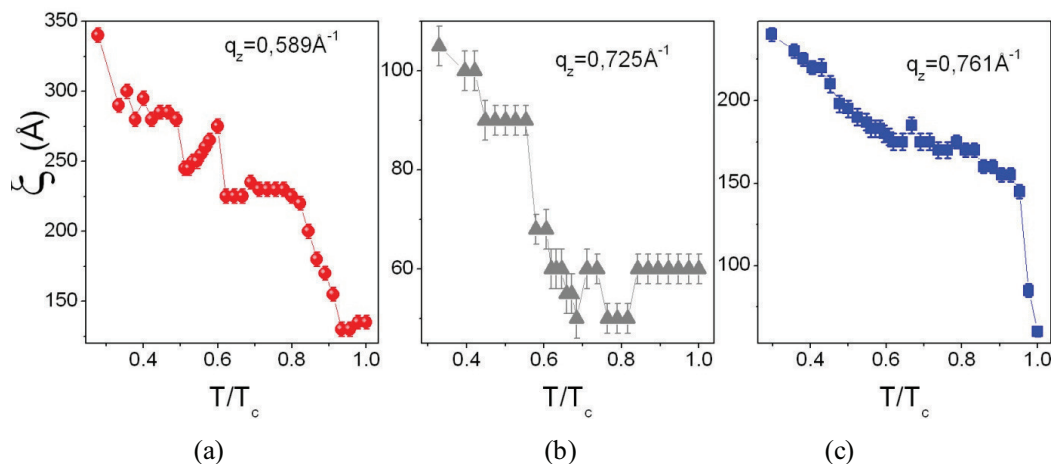 ξ (Å)
350
300
250
200
150
q_z=0,589Å⁻¹
0.4 0.6 0.8 1.0
T/T_c
(a)
100
80
60
q_z=0,725Å⁻¹
0.4 0.6 0.8 1.0
T/T_c
(b)
200
150
100
q_z=0,761Å⁻¹
0.4 0.6 0.8 1.0
T/T_c
(c)